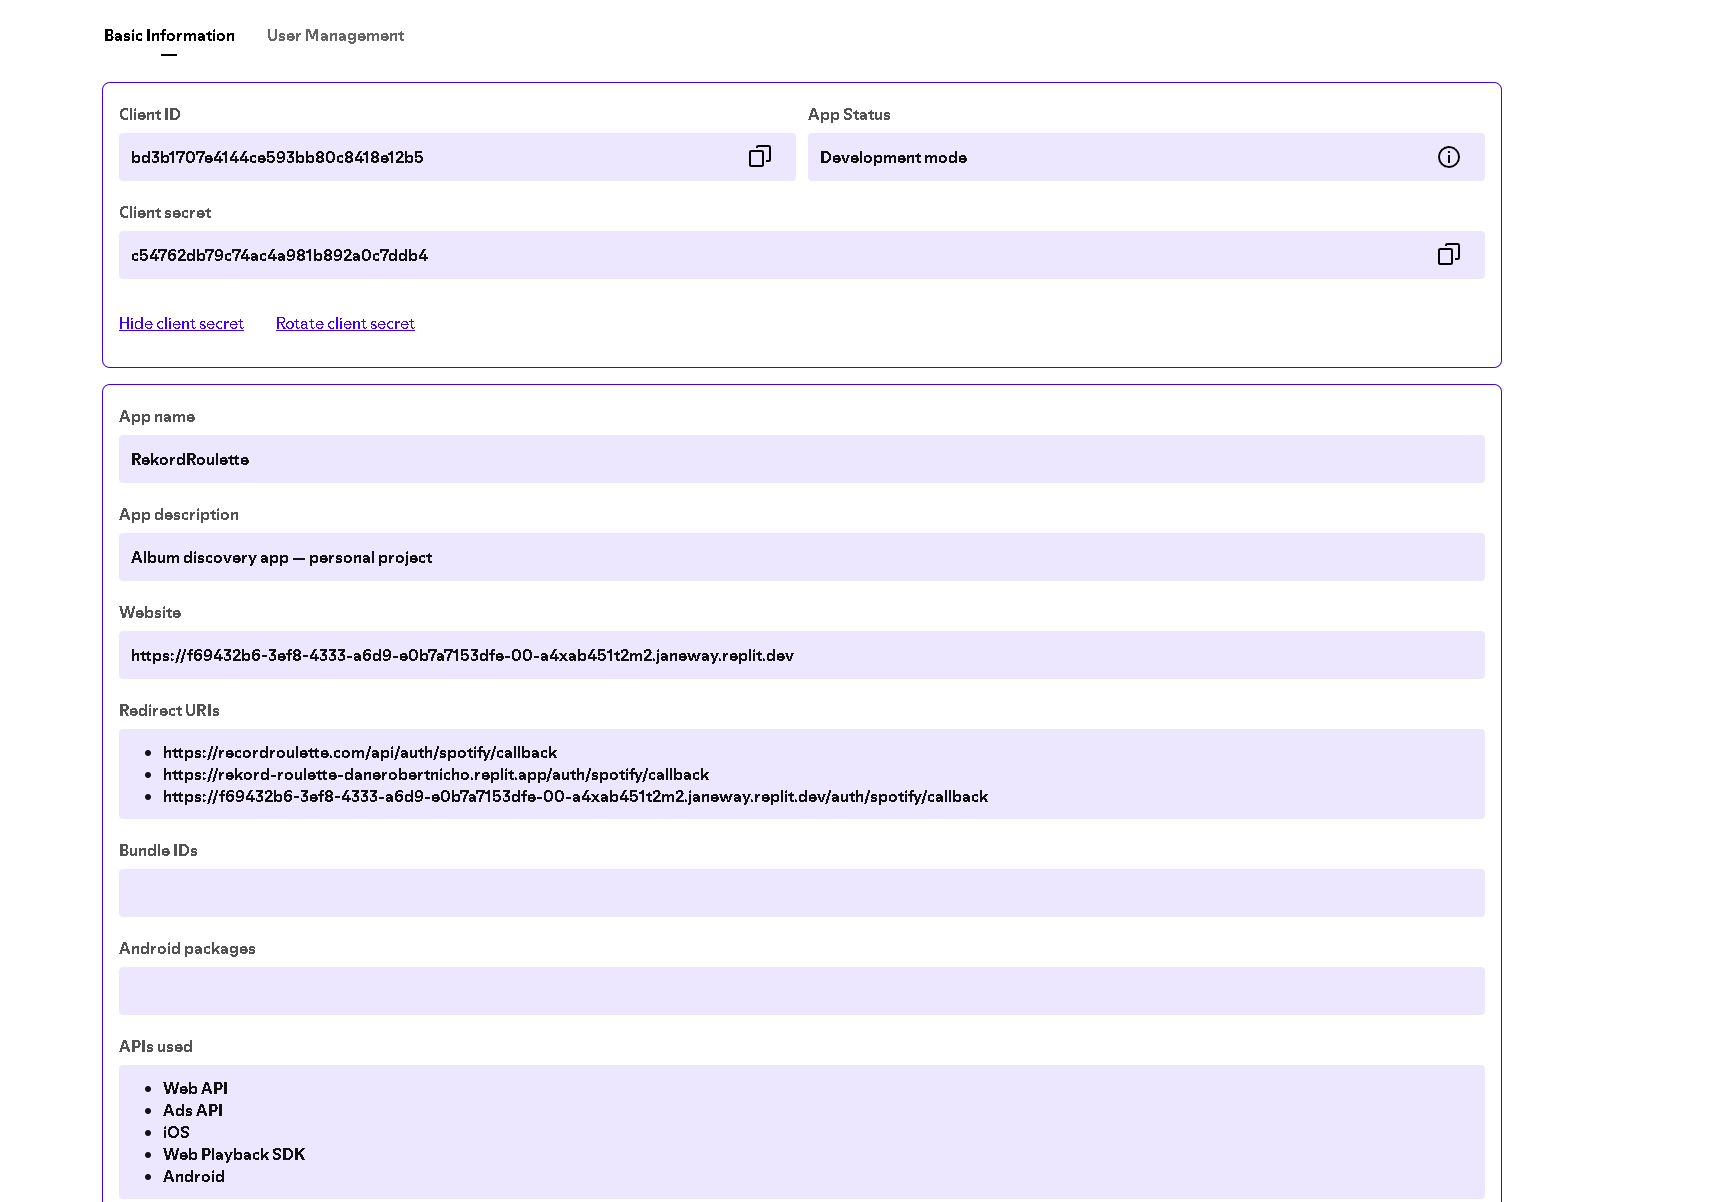 Basic Information User Management
Client ID App Status
bd3b1707e4144ce593bb80c8418e12b5 Development mode
Client secret
c54762db79c74ac4a981b892a0c7ddb4
Hide client secret Rotate client secret
App name
RekordRoulette
App description
Album discovery app — personal project
Website
https://f69432b6-3ef8-4333-a6d9-e0b7a7153dfe-00-a4xab451t2m2.janeway.replit.dev
Redirect URIs
• https://recordroulette.com/api/auth/spotify/callback
• https://rekord-roulette-danerobertnicho.replit.app/auth/spotify/callback
• https://f69432b6-3ef8-4333-a6d9-e0b7a7153dfe-00-a4xab451t2m2.janeway.replit.dev/auth/spotify/callback
Bundle IDs
Android packages
APIs used
• Web API
• Ads API
• iOS
• Web Playback SDK
• Android